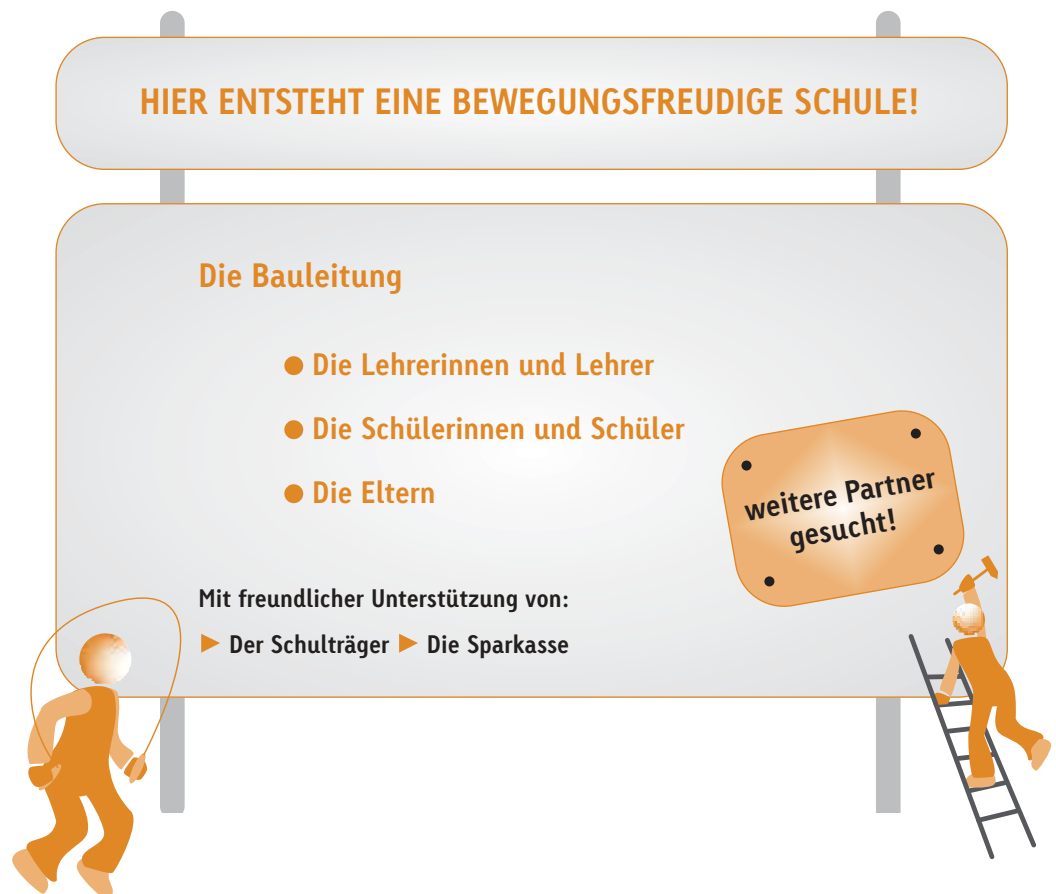 HIER ENTSTEHT EINE BEWEGUNGSFREUDIGE SCHULE!
Die Bauleitung
● Die Lehrerinnen und Lehrer
● Die Schülerinnen und Schüler
● Die Eltern
weitere Partner
gesucht!
Mit freundlicher Unterstützung von:
► Der Schulträger ► Die Sparkasse